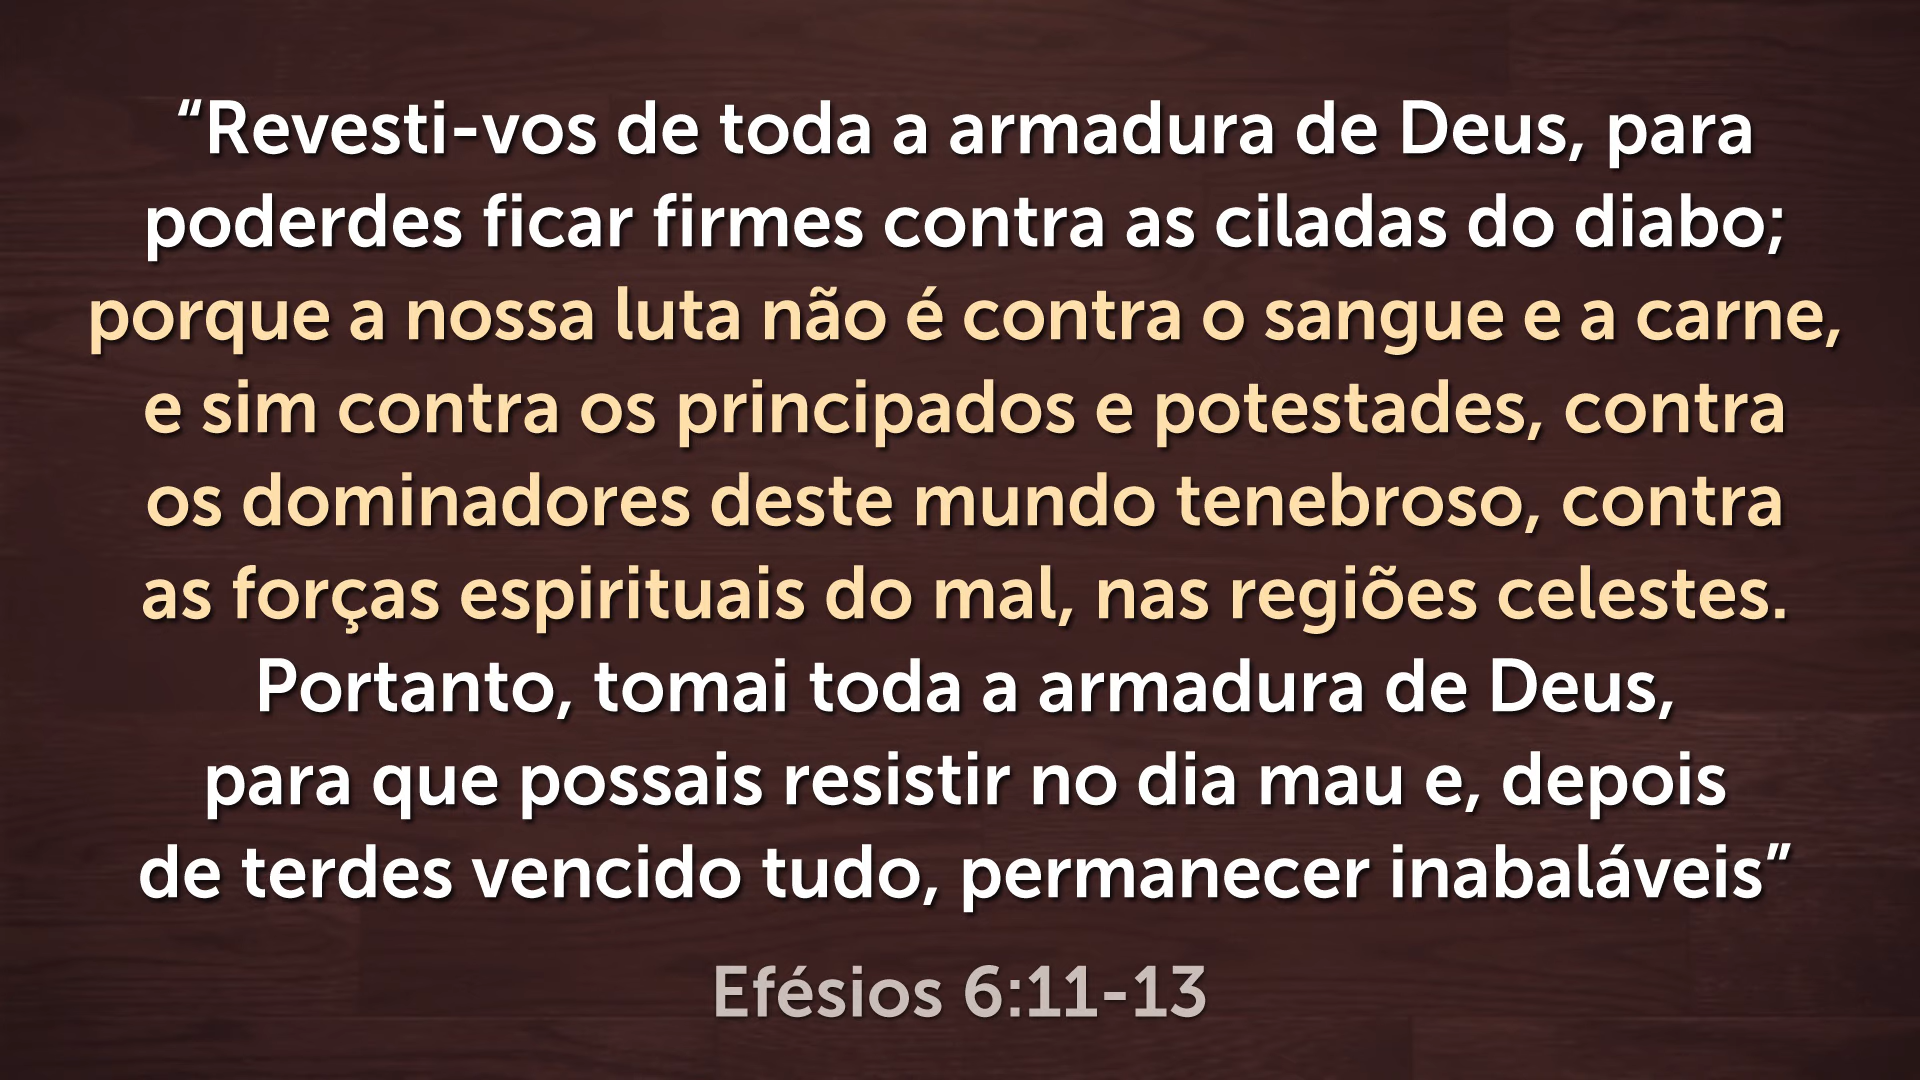 “Revesti-vos de toda a armadura de Deus, para
poderdes ficar firmes contra as ciladas do diabo;
porque a nossa luta não é contra o sangue e a carne,
e sim contra os principados e potestades, contra
os dominadores deste mundo tenebroso, contra
as forças espirituais do mal, nas regiões celestes.
Portanto, tomai toda a armadura de Deus,
para que possais resistir no dia mau e, depois
de terdes vencido tudo, permanecer inabaláveis”
Efésios 6:11-13